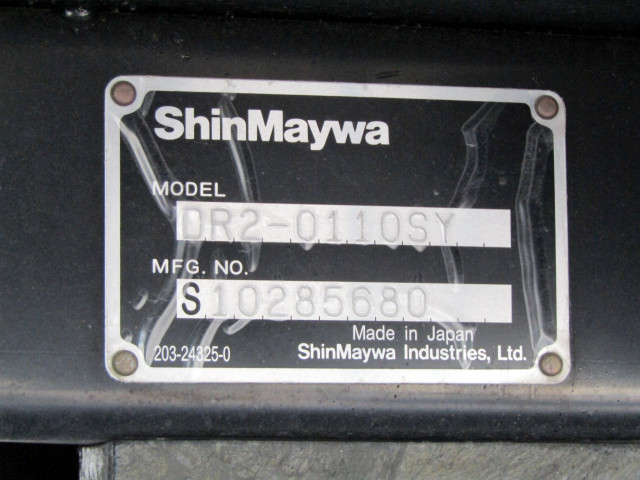 ShinMaywa
MODEL
DR2-0110SY
MFG. NO.
S10285680
Made in Japan
203-24325-0 ShinMaywa Industries, Ltd.